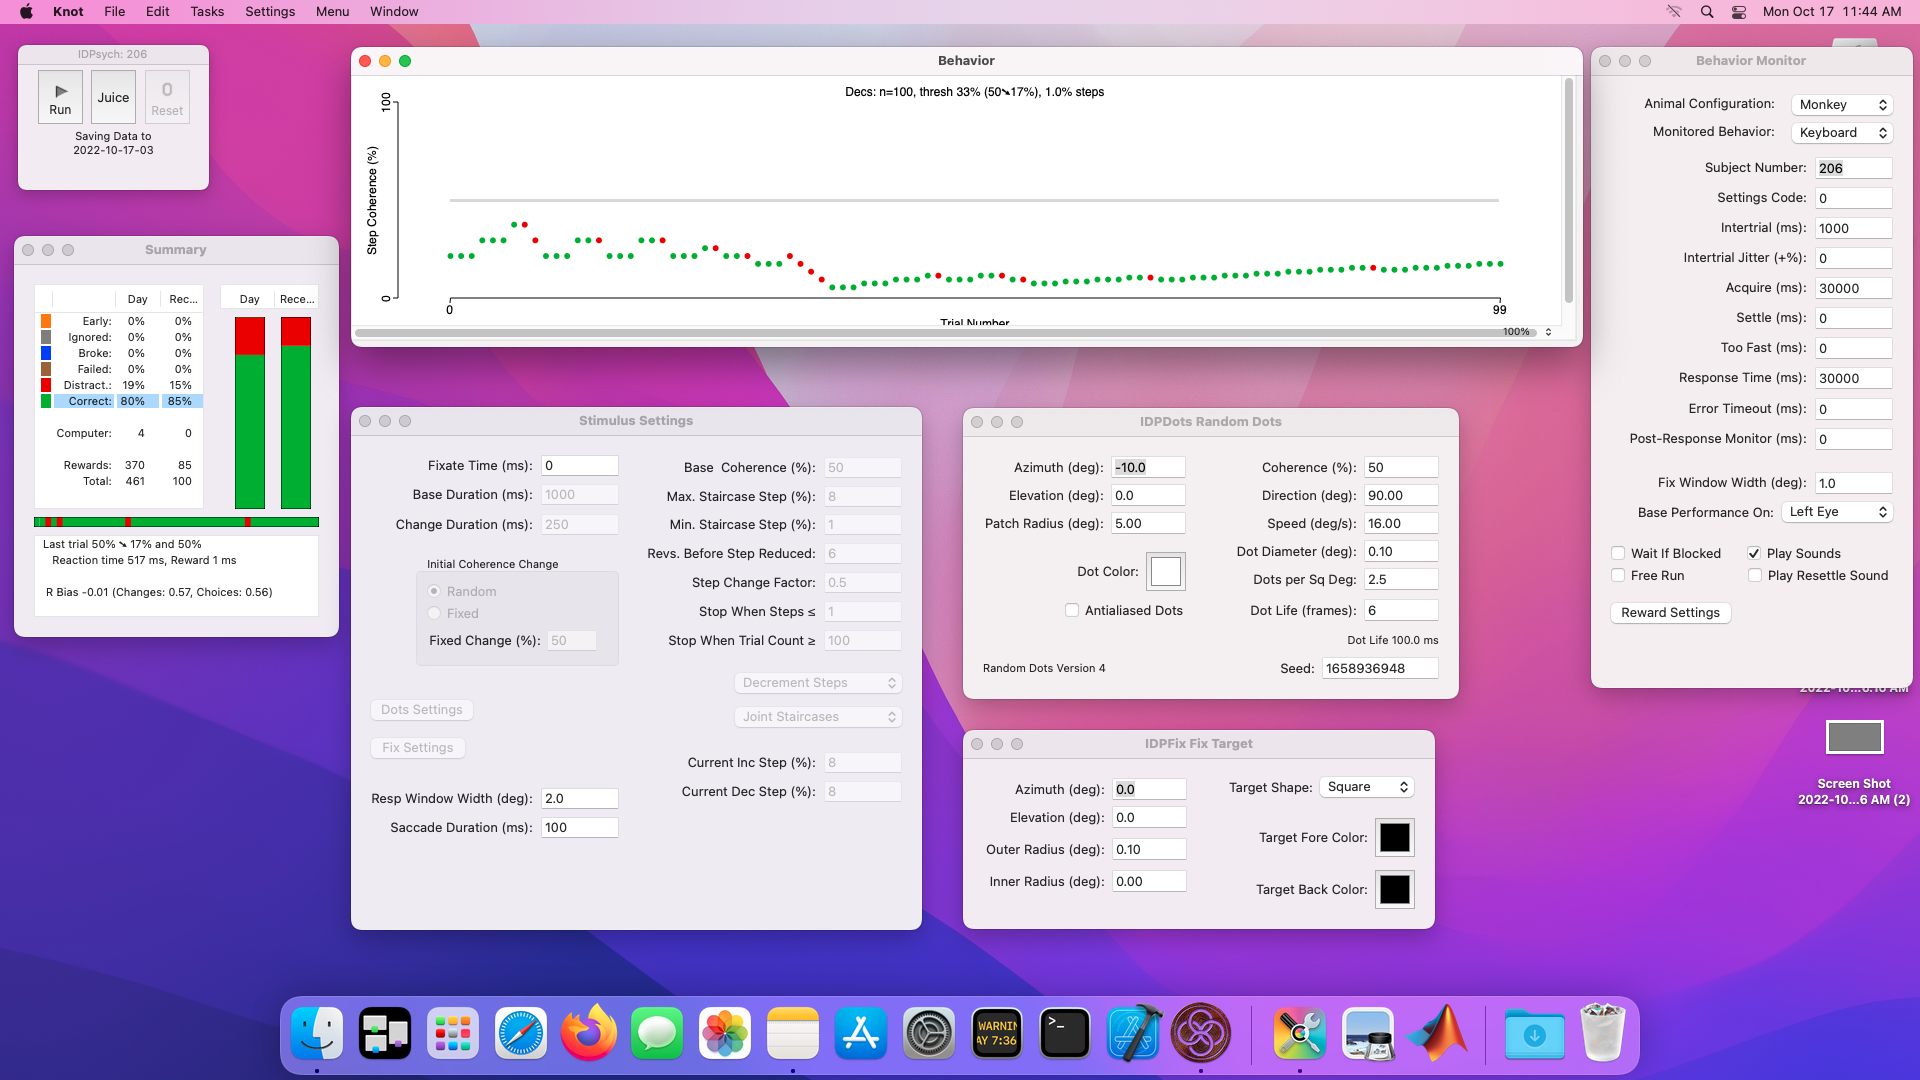 Knot File Edit Tasks Settings Menu Window
Mon Oct 17 11:44 AM
IDPsych: 206
Run
Juice
0
Reset
Saving Data to
2022-10-17-03
Summary
Day Rec...
Early: 0% 0%
Ignored: 0% 0%
Broke: 0% 0%
Failed: 0% 0%
Distract.: 19% 15%
Correct: 80% 85%
Computer: 4 0
Rewards: 370 85
Total: 461 100
Day Rece...
Last trial 50% ➘ 17% and 50%
Reaction time 517 ms, Reward 1 ms
R Bias -0.01 (Changes: 0.57, Choices: 0.56)
Behavior
Decs: n=100, thresh 33% (50➘17%), 1.0% steps
Step Coherence (%)
100
0
0
99
Trial Number
100%
Stimulus Settings
Fixate Time (ms): 0
Base Duration (ms): 1000
Change Duration (ms): 250
Initial Coherence Change
Random
Fixed
Fixed Change (%): 50
Dots Settings
Fix Settings
Resp Window Width (deg): 2.0
Saccade Duration (ms): 100
Base Coherence (%): 50
Max. Staircase Step (%): 8
Min. Staircase Step (%): 1
Revs. Before Step Reduced: 6
Step Change Factor: 0.5
Stop When Steps ≤ 1
Stop When Trial Count ≥ 100
Decrement Steps
Joint Staircases
Current Inc Step (%): 8
Current Dec Step (%): 8
IDPDots Random Dots
Azimuth (deg): -10.0
Elevation (deg): 0.0
Patch Radius (deg): 5.00
Dot Color:
Antialiased Dots
Random Dots Version 4
Coherence (%): 50
Direction (deg): 90.00
Speed (deg/s): 16.00
Dot Diameter (deg): 0.10
Dots per Sq Deg: 2.5
Dot Life (frames): 6
Dot Life 100.0 ms
Seed: 1658936948
IDPFix Fix Target
Azimuth (deg): 0.0
Elevation (deg): 0.0
Outer Radius (deg): 0.10
Inner Radius (deg): 0.00
Target Shape: Square
Target Fore Color:
Target Back Color:
Behavior Monitor
Animal Configuration: Monkey
Monitored Behavior: Keyboard
Subject Number: 206
Settings Code: 0
Intertrial (ms): 1000
Intertrial Jitter (+%): 0
Acquire (ms): 30000
Settle (ms): 0
Too Fast (ms): 0
Response Time (ms): 30000
Error Timeout (ms): 0
Post-Response Monitor (ms): 0
Fix Window Width (deg): 1.0
Base Performance On: Left Eye
Wait If Blocked
Play Sounds
Free Run
Play Resettle Sound
Reward Settings
Screen Shot
2022-10...6 AM (2)
WARNIN
AY 7:36
>_